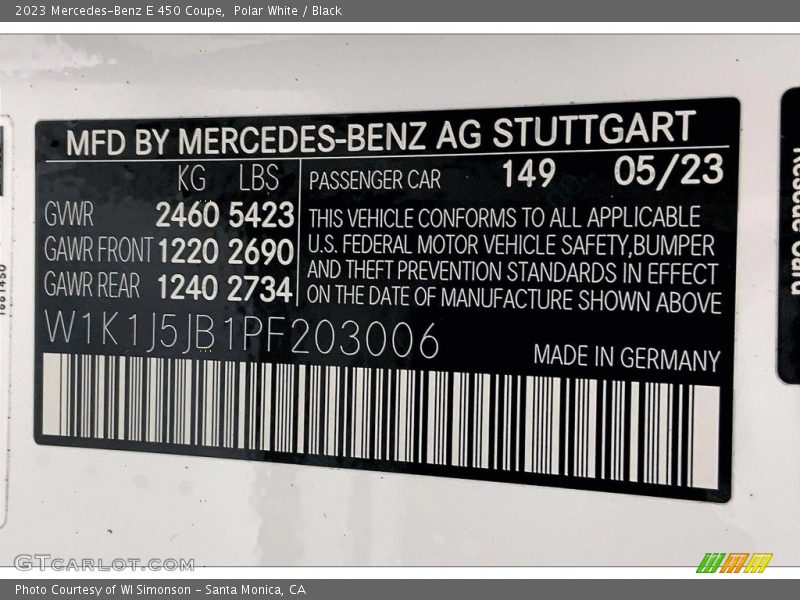 2023 Mercedes-Benz E 450 Coupe,  Polar White / Black
MFD BY MERCEDES-BENZ AG STUTTGART
KG LBS
GVWR 2460 5423
GAWR FRONT 1220 2690
GAWR REAR 1240 2734
PASSENGER CAR 149 05/23
THIS VEHICLE CONFORMS TO ALL APPLICABLE
U.S. FEDERAL MOTOR VEHICLE SAFETY,BUMPER
AND THEFT PREVENTION STANDARDS IN EFFECT
ON THE DATE OF MANUFACTURE SHOWN ABOVE
W1K1J5JB1PF203006
MADE IN GERMANY
Rescue Card
GTCARLOT.COM
Photo Courtesy of WI Simonson - Santa Monica, CA